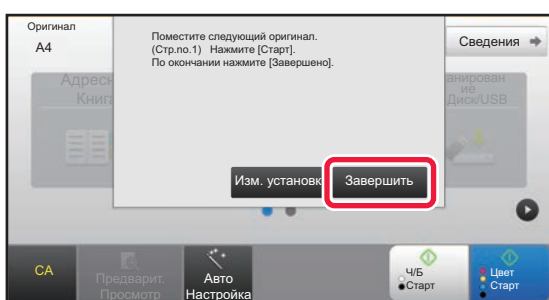 Оригинал
A4
Поместите следующий оригинал.
(Стр.no.1) Нажмите [Старт].
По окончании нажмите [Завершено].
Сведения
Адресн
Книга
анирован
ие
Диск/USB
Изм. установк
Завершить
CA
Предварит.
Просмотр
Авто
Настройка
Ч/Б
Старт
Цвет
Старт